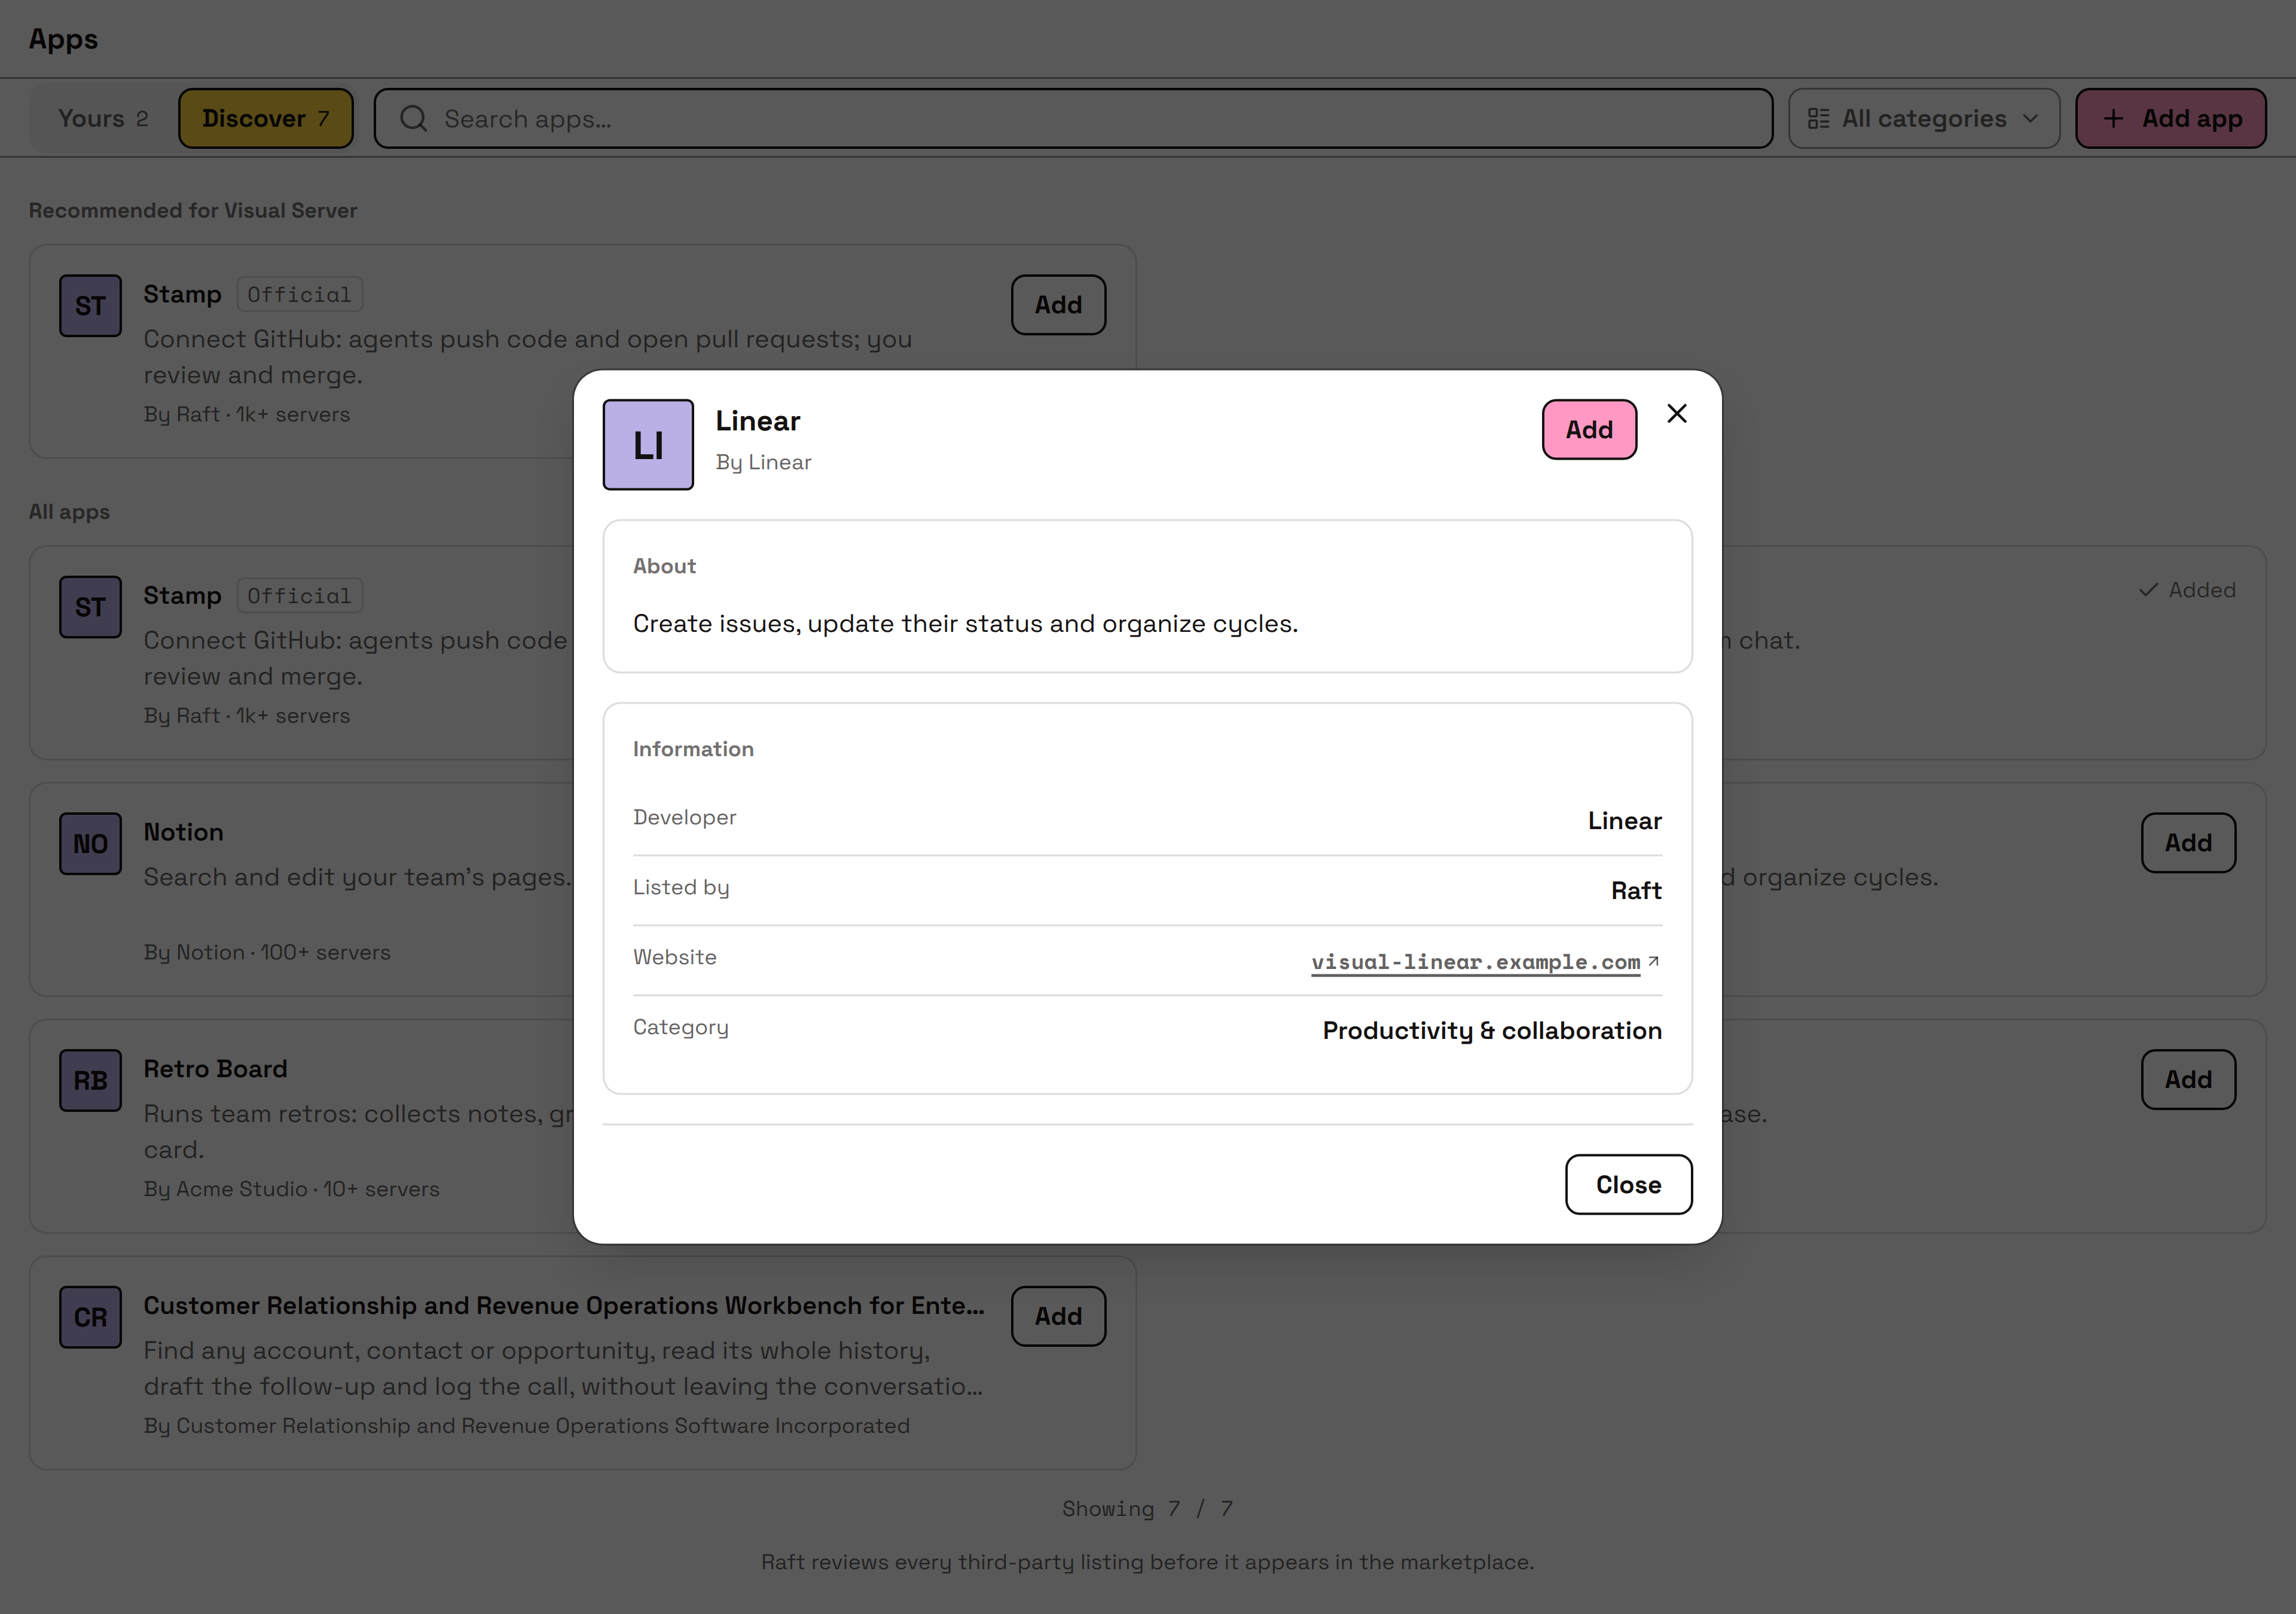 Apps
Yours 2
Discover 7
Search apps...
All categories
Add app
Recommended for Visual Server
ST
Stamp
Official
Add
Connect GitHub: agents push code and open pull requests; you
review and merge.
By Raft · 1k+ servers
LI
Linear
By Linear
Add
About
Create issues, update their status and organize cycles.
Information
Developer
Linear
Listed by
Raft
Website
visual-linear.example.com
Category
Productivity & collaboration
Close
All apps
ST
Stamp
Official
Connect GitHub: agents push code
review and merge.
By Raft · 1k+ servers
Added
chat.
NO
Notion
Search and edit your team's pages.
By Notion · 100+ servers
organize cycles.
Add
RB
Retro Board
Runs team retros: collects notes,
card.
By Acme Studio · 10+ servers
Add
CR
Customer Relationship and Revenue Operations Workbench for Ente...
Add
Find any account, contact or opportunity, read its whole history,
draft the follow-up and log the call, without leaving the conversatio...
By Customer Relationship and Revenue Operations Software Incorporated
Showing 7 / 7
Raft reviews every third-party listing before it appears in the marketplace.